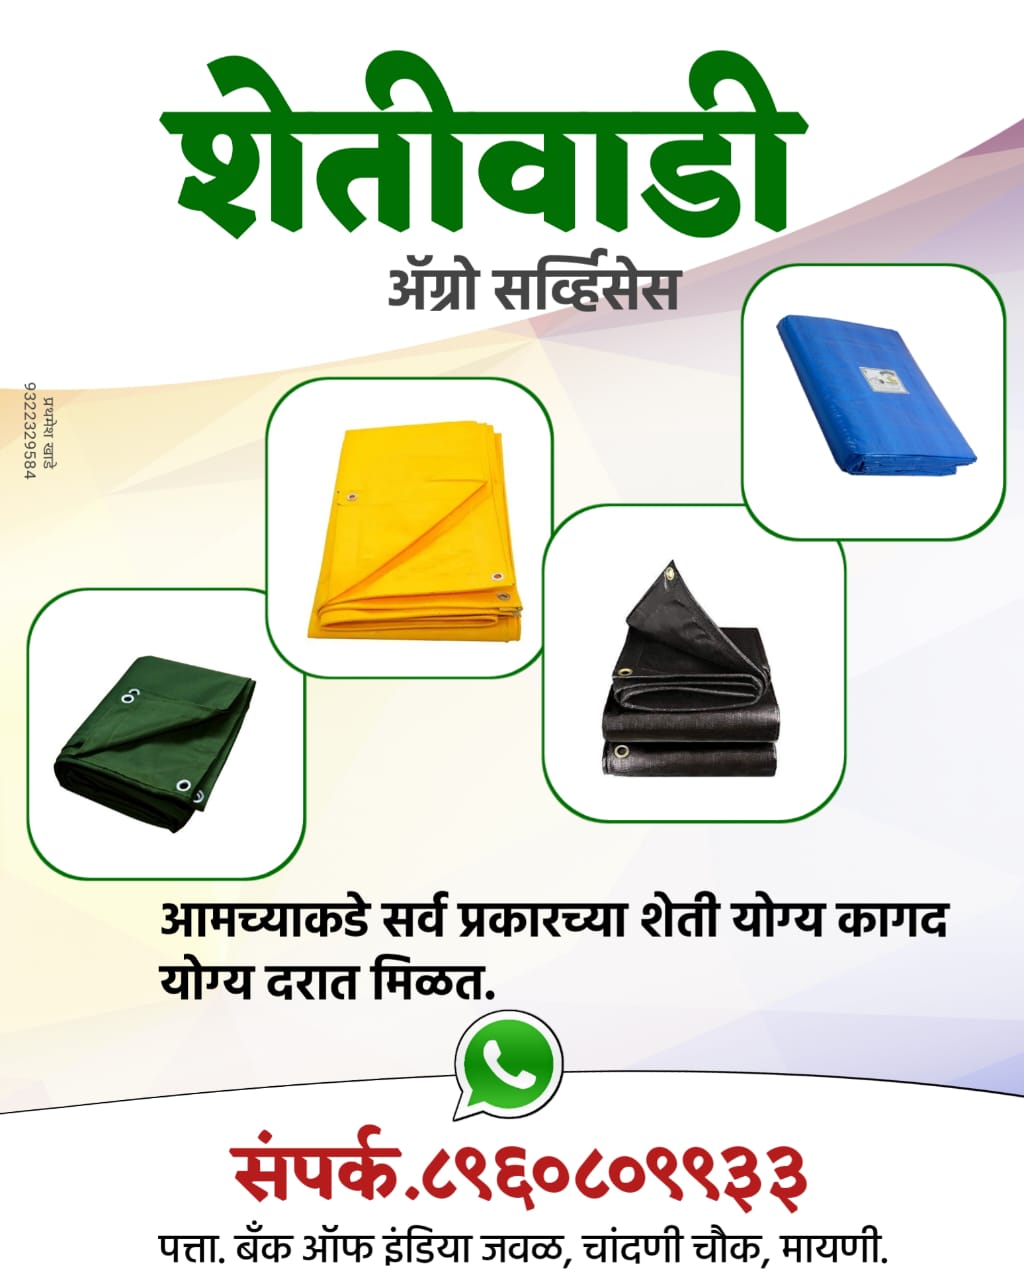 शेतीवाडी
ॲग्रो सर्व्हिसेस
प्रथमेश खाडे
9322329584
आमच्याकडे सर्व प्रकारच्या शेती योग्य कागद
योग्य दरात मिळत.
संपर्क.८९६०८०९९३३
पत्ता. बँक ऑफ इंडिया जवळ, चांदणी चौक, मायणी.